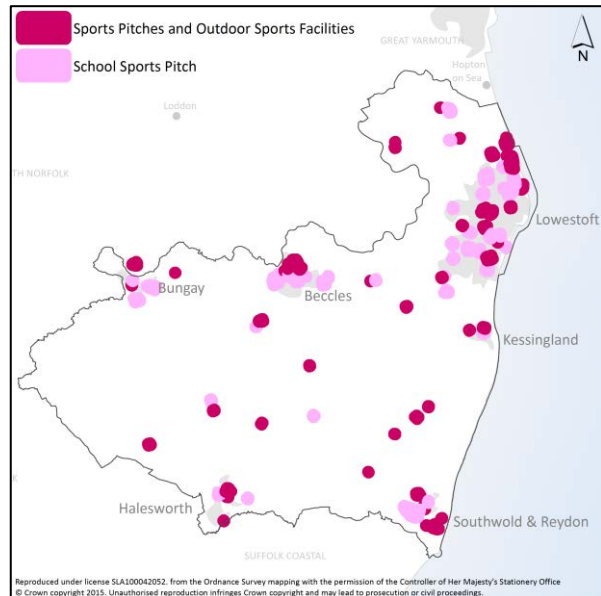 Sports Pitches and Outdoor Sports Facilities
School Sports Pitch
GREAT YARMOUTH
Hopton
on Sea
N
Loddon
TH NORFOLK
Lowestoft
Bungay
Beccles
Kessingland
K
Halesworth
Southwold & Reydon
SUFFOLK COASTAL
Reproduced under license SLA100042052. from the Ordnance Survey mapping with the permission of the Controller of Her Majesty's Stationery Office
© Crown copyright 2015. Unauthorised reproduction infringes Crown copyright and may lead to prosecution or civil proceedings.